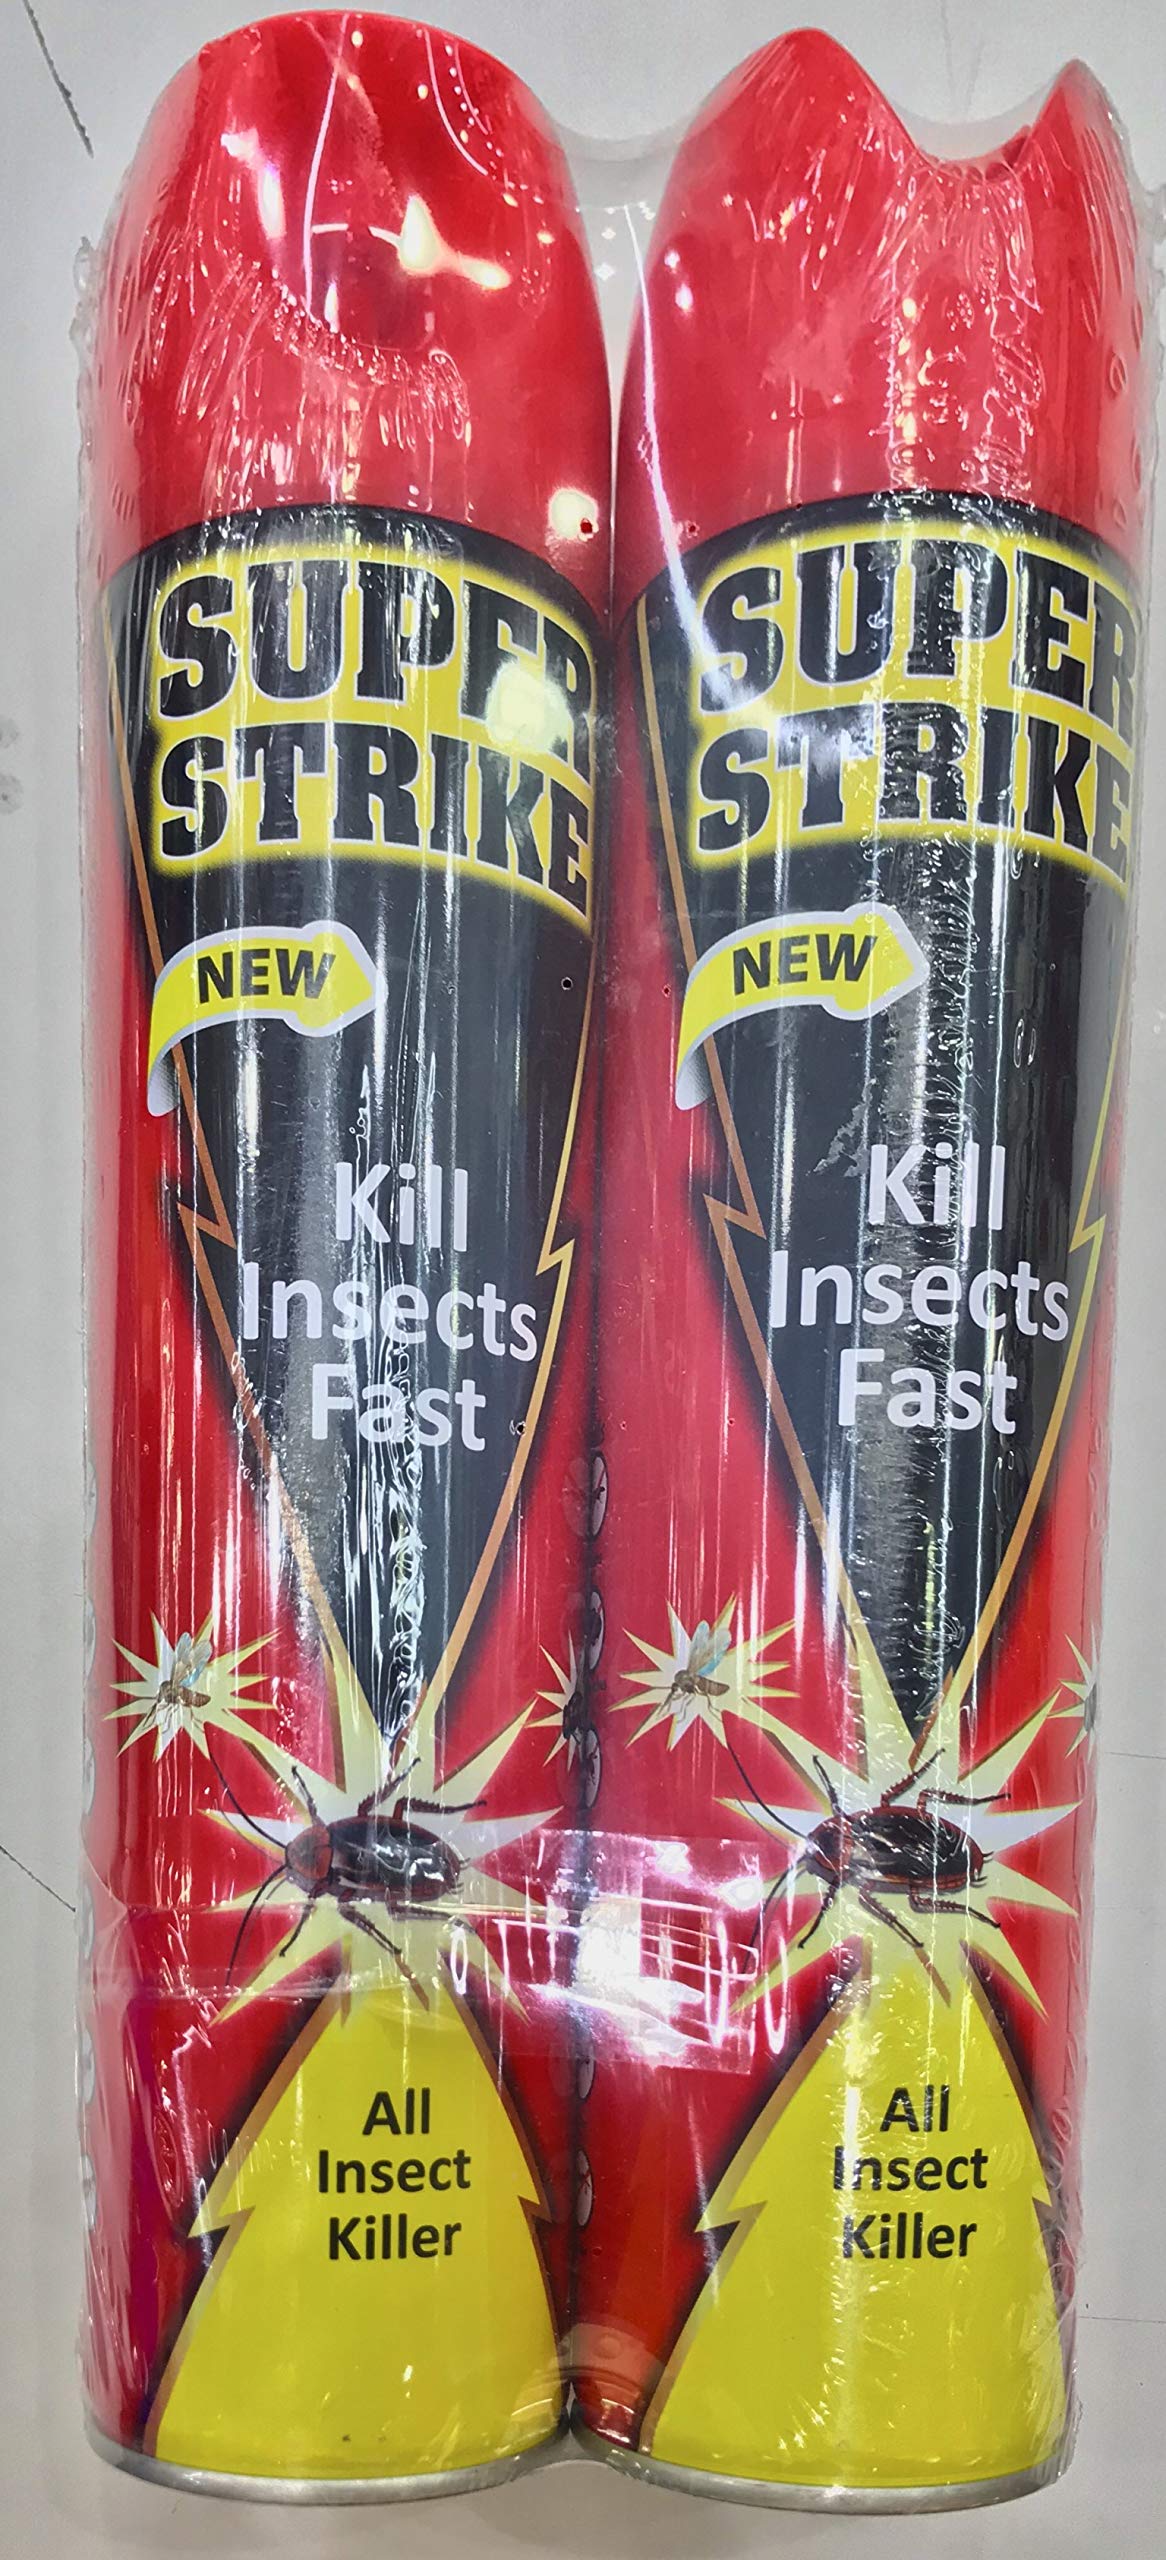 SUPER
STRIKE
NEW
Kill
Insects
Fast
All
Insect
Killer
SUPER
STRIKE
NEW
Kill
Insects
Fast
All
Insect
Killer